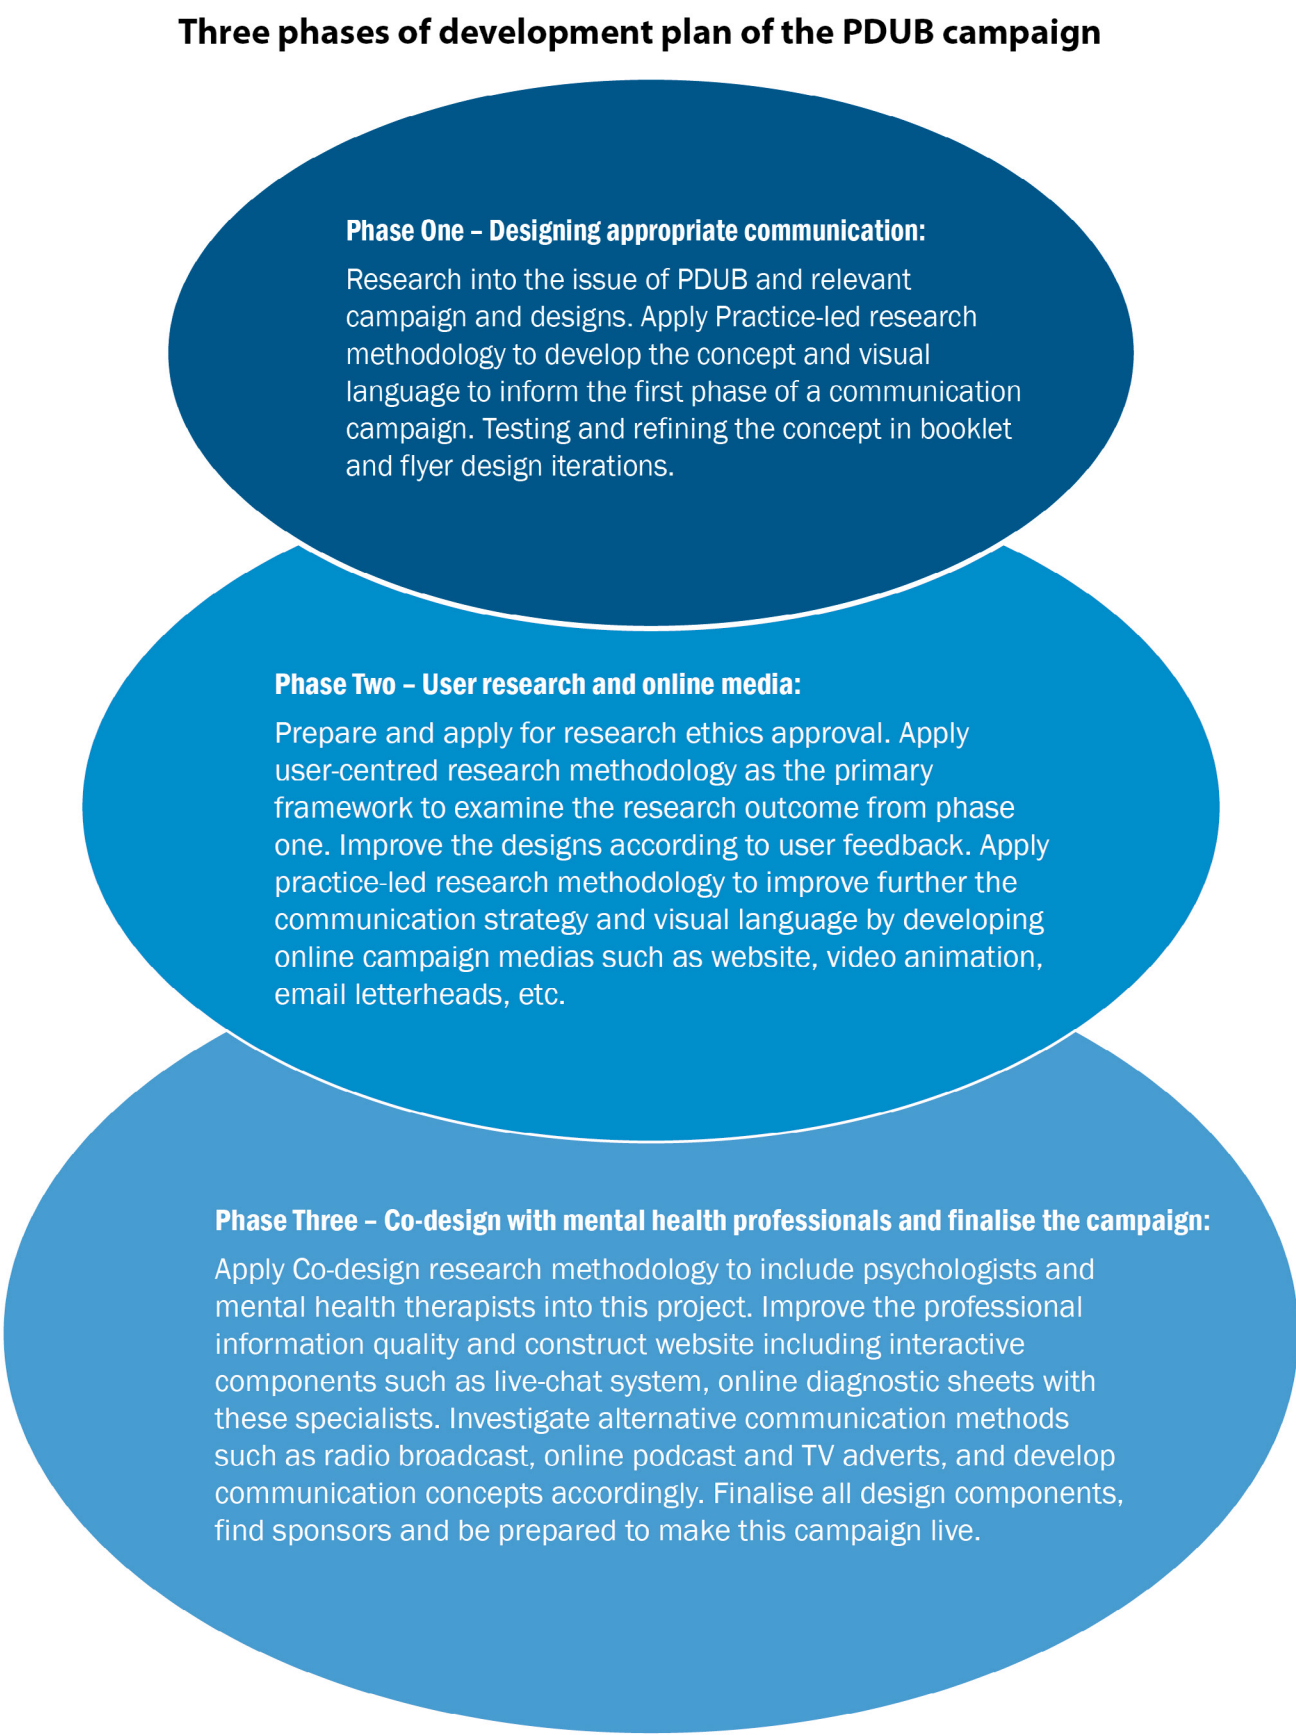 Three phases of development plan of the PDUB campaign
Phase One – Designing appropriate communication:
Research into the issue of PDUB and relevant
campaign and designs. Apply Practice-led research
methodology to develop the concept and visual
language to inform the first phase of a communication
campaign. Testing and refining the concept in booklet
and flyer design iterations.
Phase Two – User research and online media:
Prepare and apply for research ethics approval. Apply
user-centred research methodology as the primary
framework to examine the research outcome from phase
one. Improve the designs according to user feedback. Apply
practice-led research methodology to improve further the
communication strategy and visual language by developing
online campaign medias such as website, video animation,
email letterheads, etc.
Phase Three – Co-design with mental health professionals and finalise the campaign:
Apply Co-design research methodology to include psychologists and
mental health therapists into this project. Improve the professional
information quality and construct website including interactive
components such as live-chat system, online diagnostic sheets with
these specialists. Investigate alternative communication methods
such as radio broadcast, online podcast and TV adverts, and develop
communication concepts accordingly. Finalise all design components,
find sponsors and be prepared to make this campaign live.